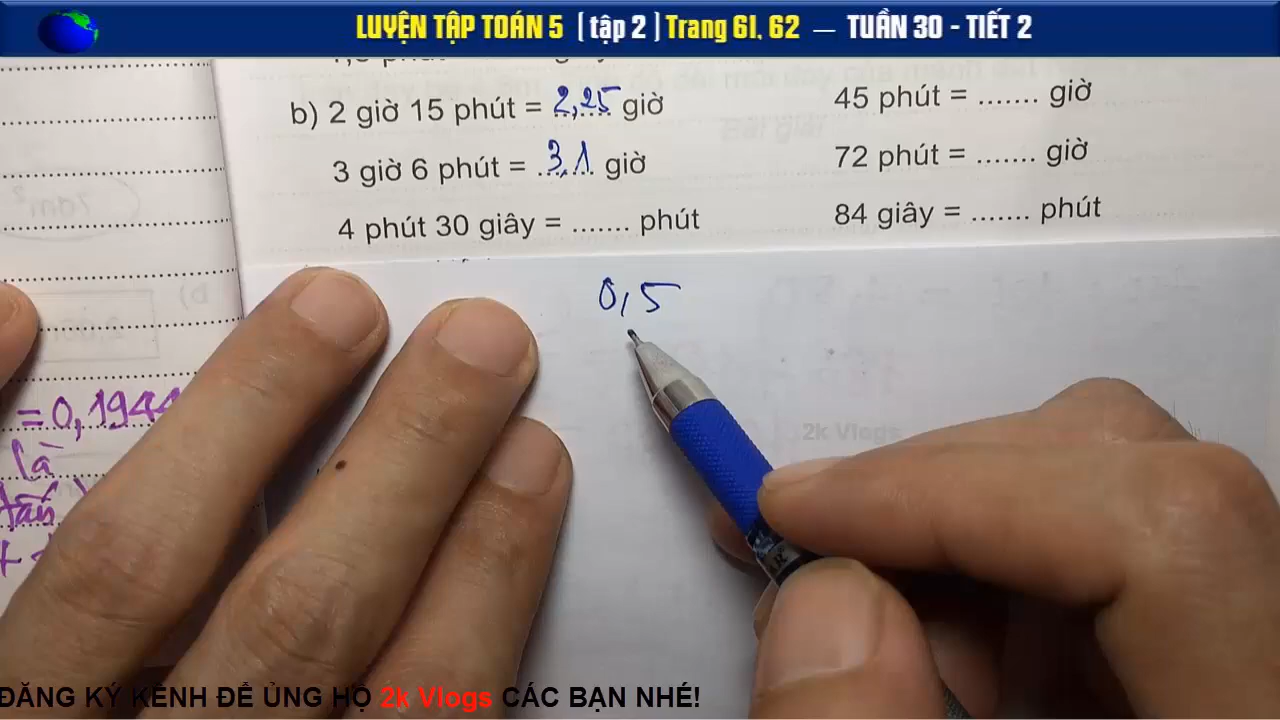 LUYỆN TẬP TOÁN 5 ( tập 2 ) Trang 61, 62 — TUẦN 30 - TIẾT 2
b) 2 giờ 15 phút = 2,25 giờ
45 phút = ....... giờ
3 giờ 6 phút = 3,1 giờ
72 phút = ....... giờ
4 phút 30 giây = ....... phút
84 giây = ....... phút
0,5
= 0,1944
là
2k Vlogs
ĐĂNG KÝ KÊNH ĐỂ ỦNG HỘ 2k Vlogs CÁC BẠN NHÉ!